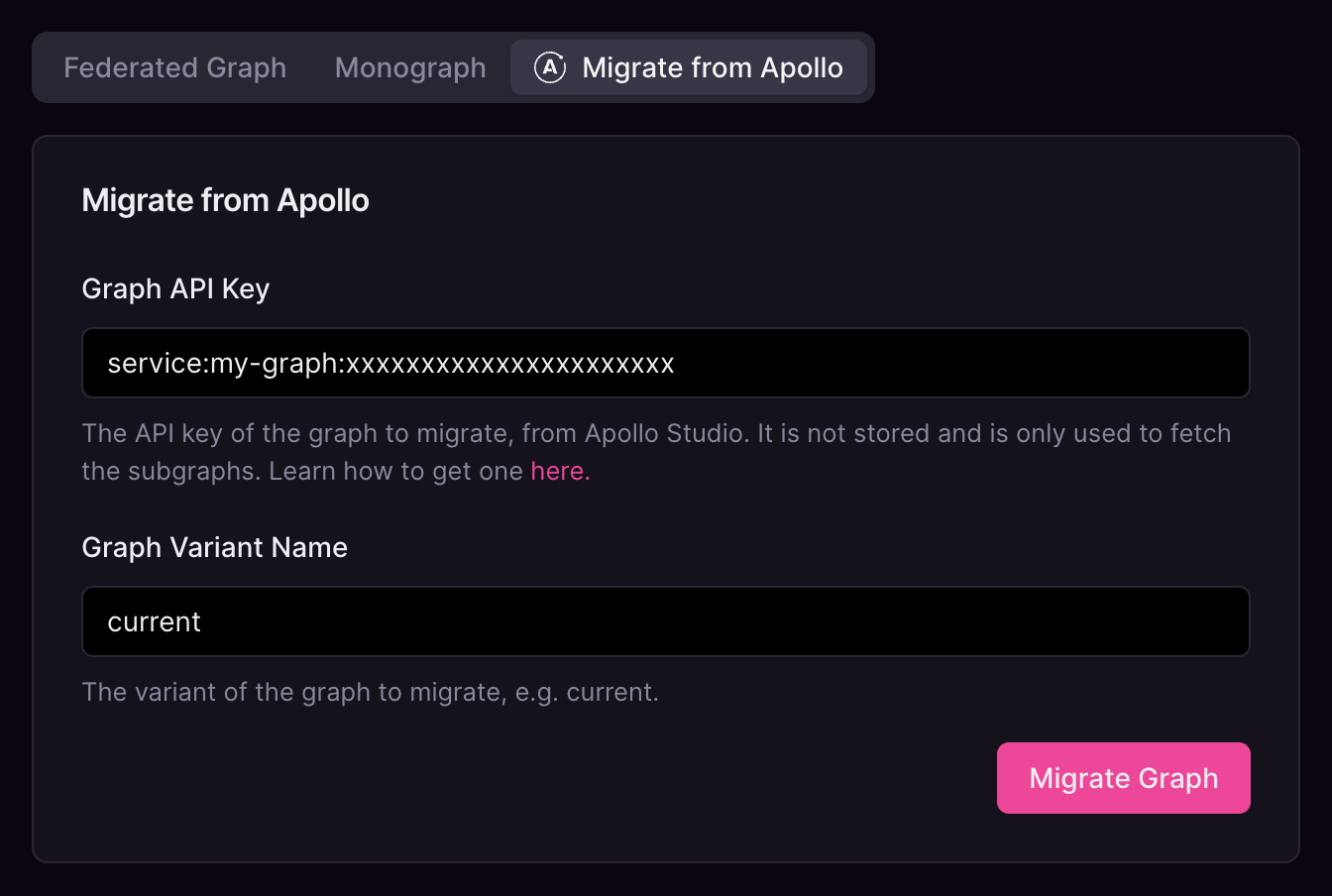 Federated Graph Monograph Migrate from Apollo
Migrate from Apollo
Graph API Key
service:my-graph:xxxxxxxxxxxxxxxxxxxxxx
The API key of the graph to migrate, from Apollo Studio. It is not stored and is only used to fetch
the subgraphs. Learn how to get one here.
Graph Variant Name
current
The variant of the graph to migrate, e.g. current.
Migrate Graph